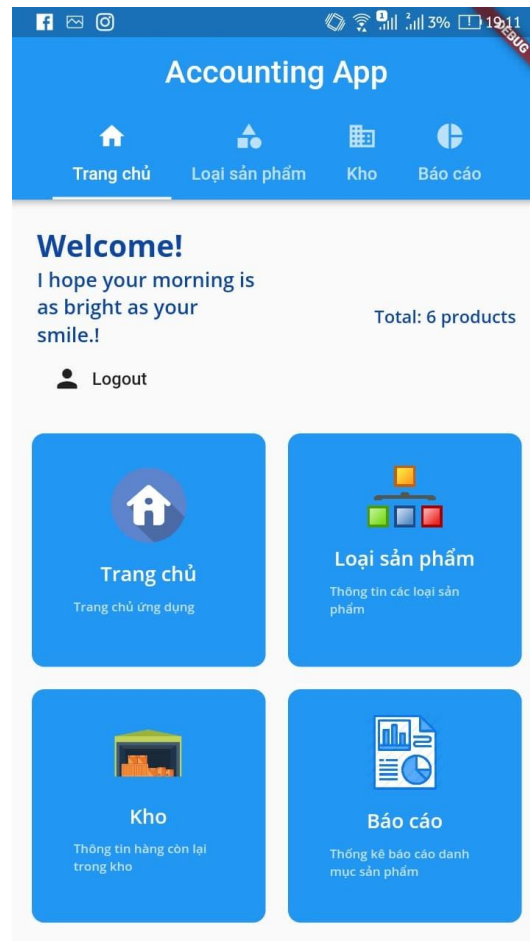 1 2 3% 19:11
DEBUG
Accounting App
Trang chủ Loại sản phẩm Kho Báo cáo
Welcome!
I hope your morning is
as bright as your
smile.!
Total: 6 products
Logout
Trang chủ
Trang chủ ứng dụng
Loại sản phẩm
Thông tin các loại sản
phẩm
Kho
Thông tin hàng còn lại
trong kho
Báo cáo
Thống kê báo cáo danh
mục sản phẩm